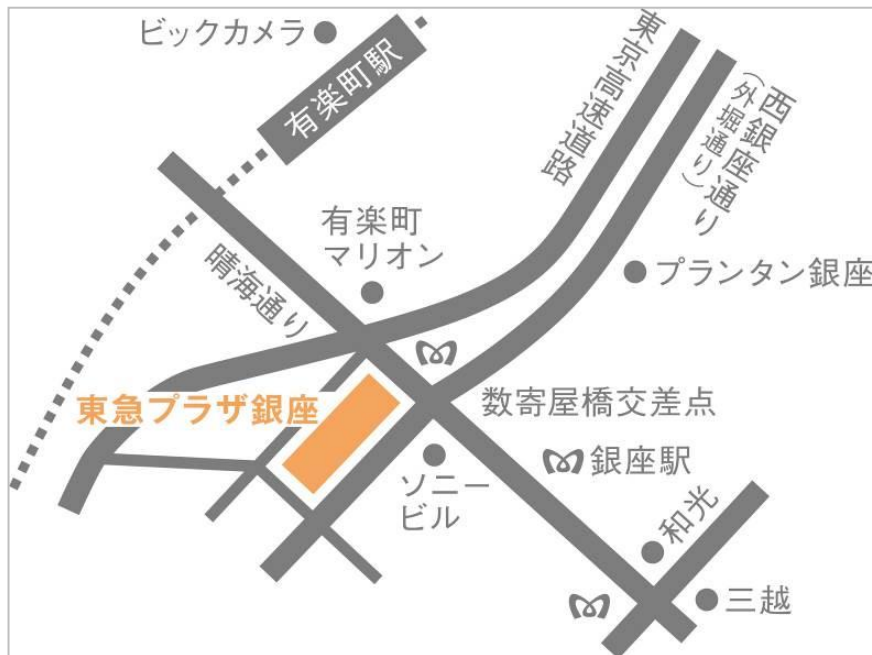 ビックカメラ
有楽町駅
東京高速道路
西銀座通り
(外堀通り)
有楽町
マリオン
晴海通り
プランタン銀座
東急プラザ銀座
数寄屋橋交差点
銀座駅
ソニー
ビル
和光
三越